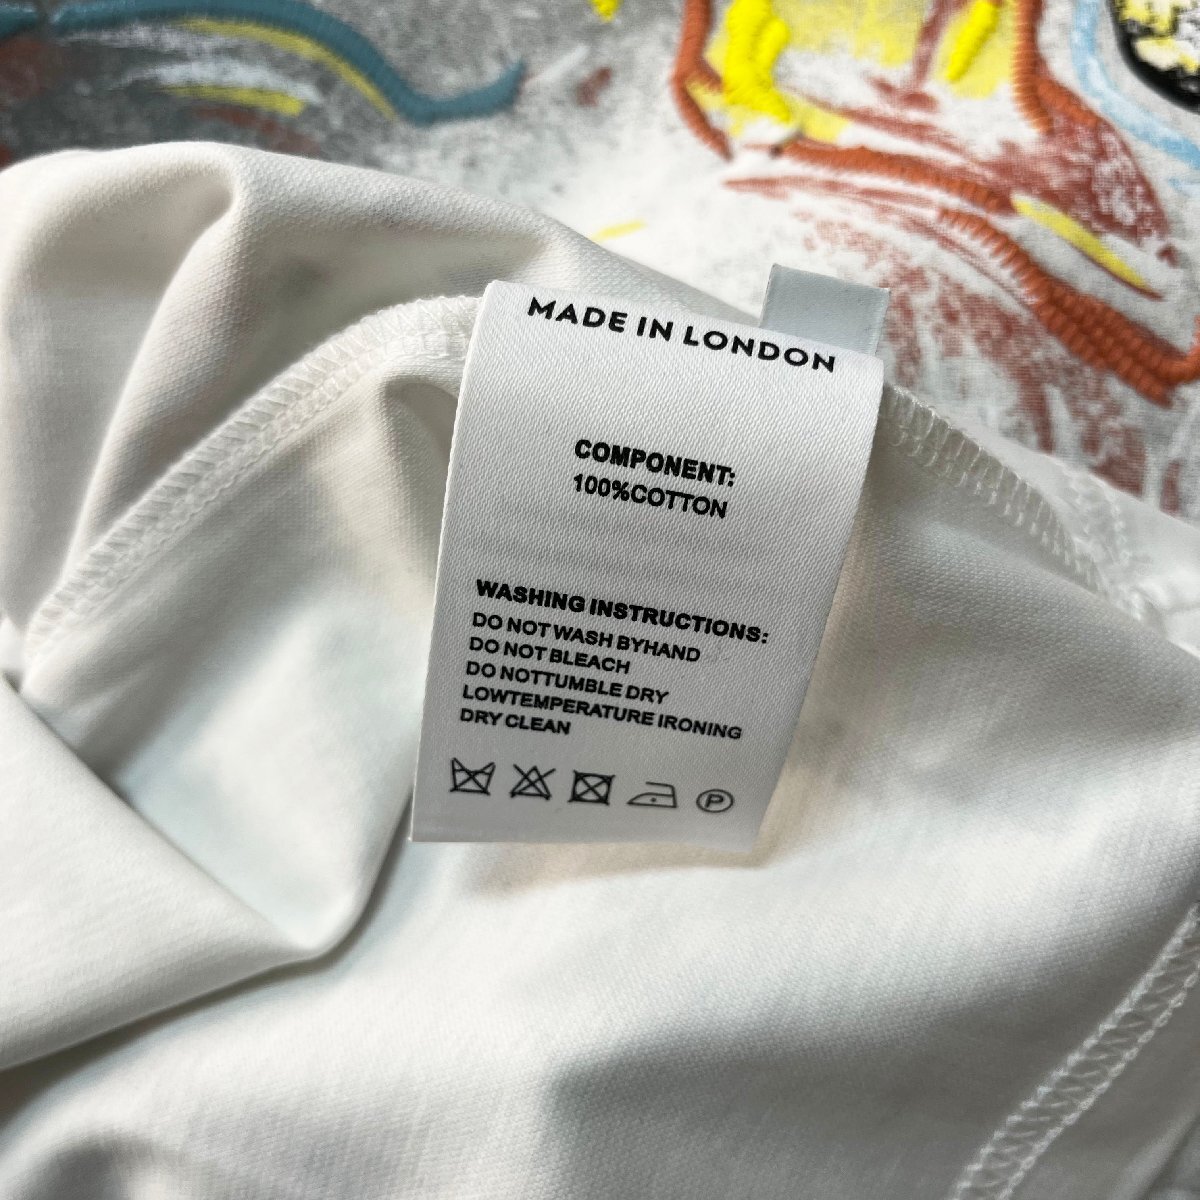 MADE IN LONDON
COMPONENT:
100%COTTON
WASHING INSTRUCTIONS:
DO NOT WASH BYHAND
DO NOT BLEACH
DO NOTTUMBLE DRY
LOWTEMPERATURE IRONING
DRY CLEAN
P